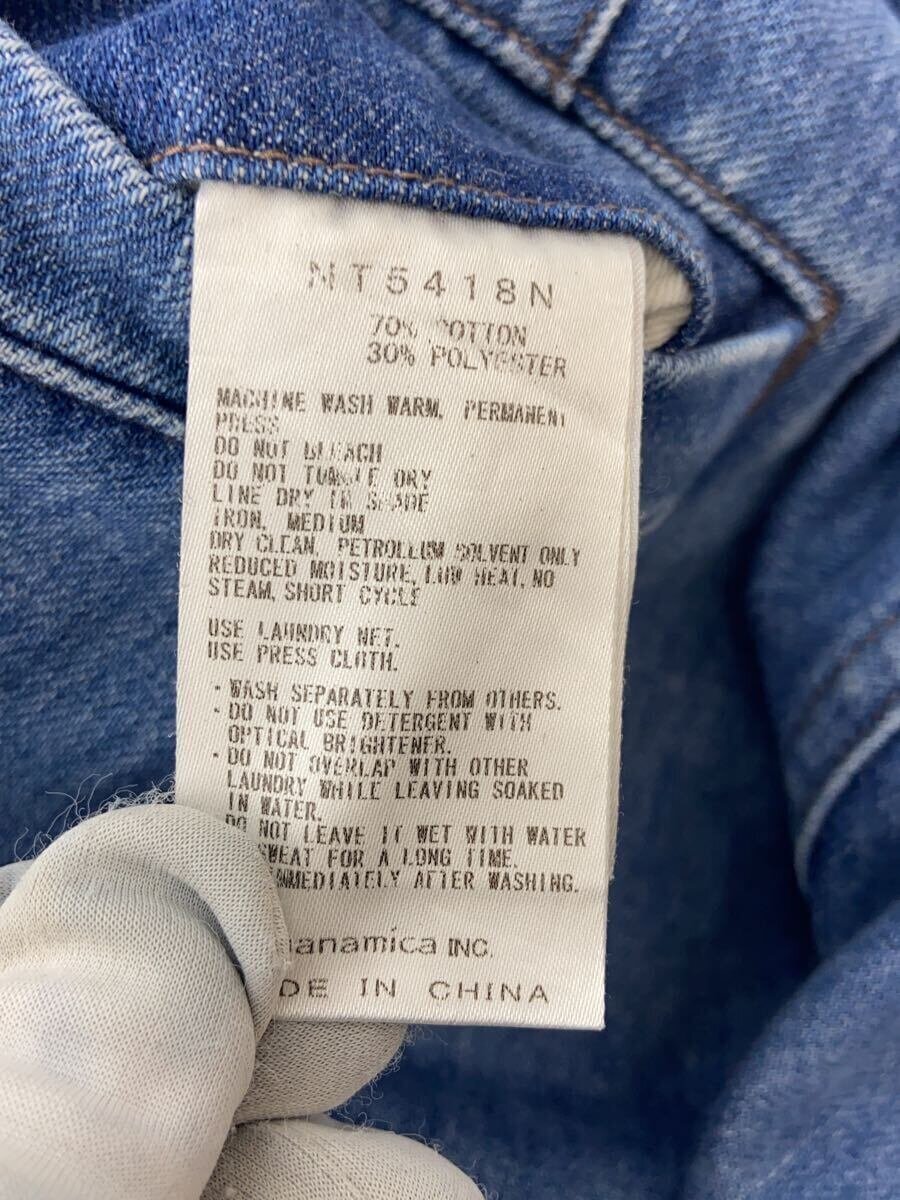 NT5418N
70% COTTON
30% POLYESTER
MACHINE WASH WARM, PERMANENT
PRESS
DO NOT BLEACH
DO NOT TUMBLE DRY
LINE DRY IN SHADE
IRON, MEDIUM
DRY CLEAN, PETROLEUM SOLVENT ONLY
REDUCED MOISTURE, LOW HEAT, NO
STEAM, SHORT CYCLE
USE LAUNDRY NET.
USE PRESS CLOTH.
・WASH SEPARATELY FROM OTHERS.
・DO NOT USE DETERGENT WITH
OPTICAL BRIGHTENER.
・DO NOT OVERLAP WITH OTHER
LAUNDRY WHILE LEAVING SOAKED
IN WATER.
DO NOT LEAVE IT WET WITH WATER
SWEAT FOR A LONG TIME.
IMMEDIATELY AFTER WASHING.
nanamica INC.
DE IN CHINA